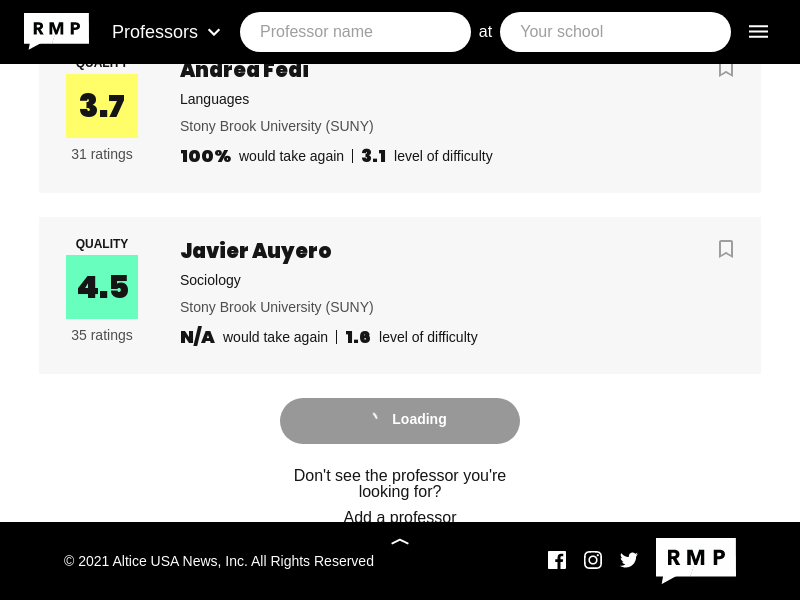 RMP Professors Professor name at Your school
QUALITY Andrea Fedi
3.7
Languages
Stony Brook University (SUNY)
31 ratings
100% would take again | 3.1 level of difficulty
QUALITY Javier Auyero
4.5
Sociology
Stony Brook University (SUNY)
35 ratings
N/A would take again | 1.6 level of difficulty
Loading
Don't see the professor you're
looking for?
Add a professor
© 2021 Altice USA News, Inc. All Rights Reserved
RMP